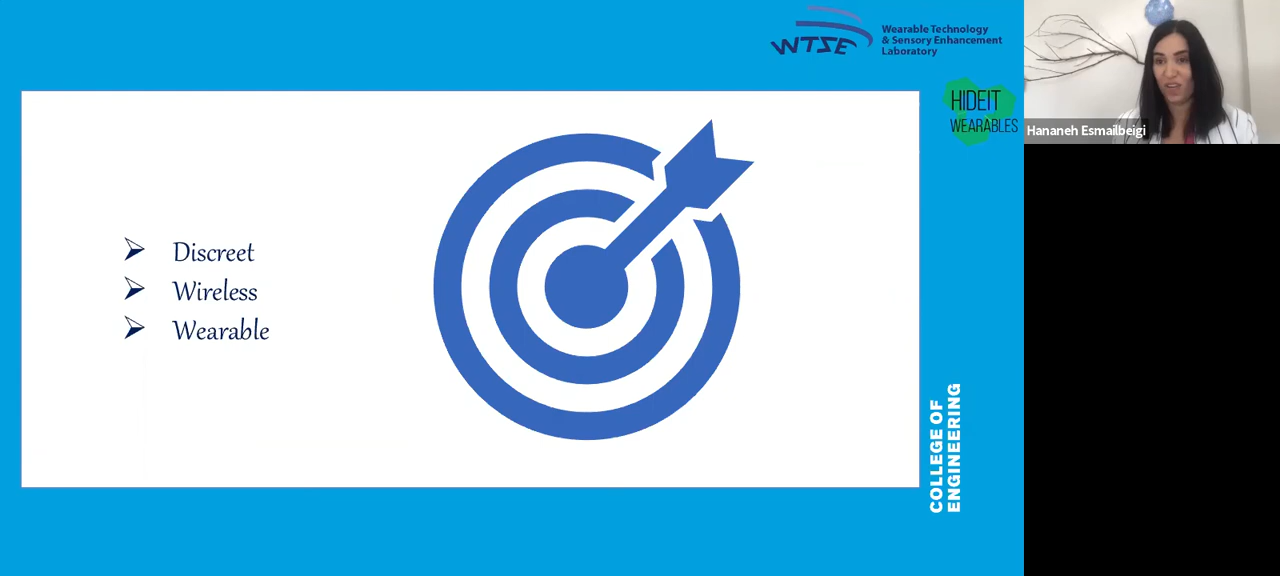 WTSE
Wearable Technology
& Sensory Enhancement
Laboratory
HIDEIT
WEARABLES
Hananeh Esmailbeigi
Discreet
Wireless
Wearable
COLLEGE OF
ENGINEERING